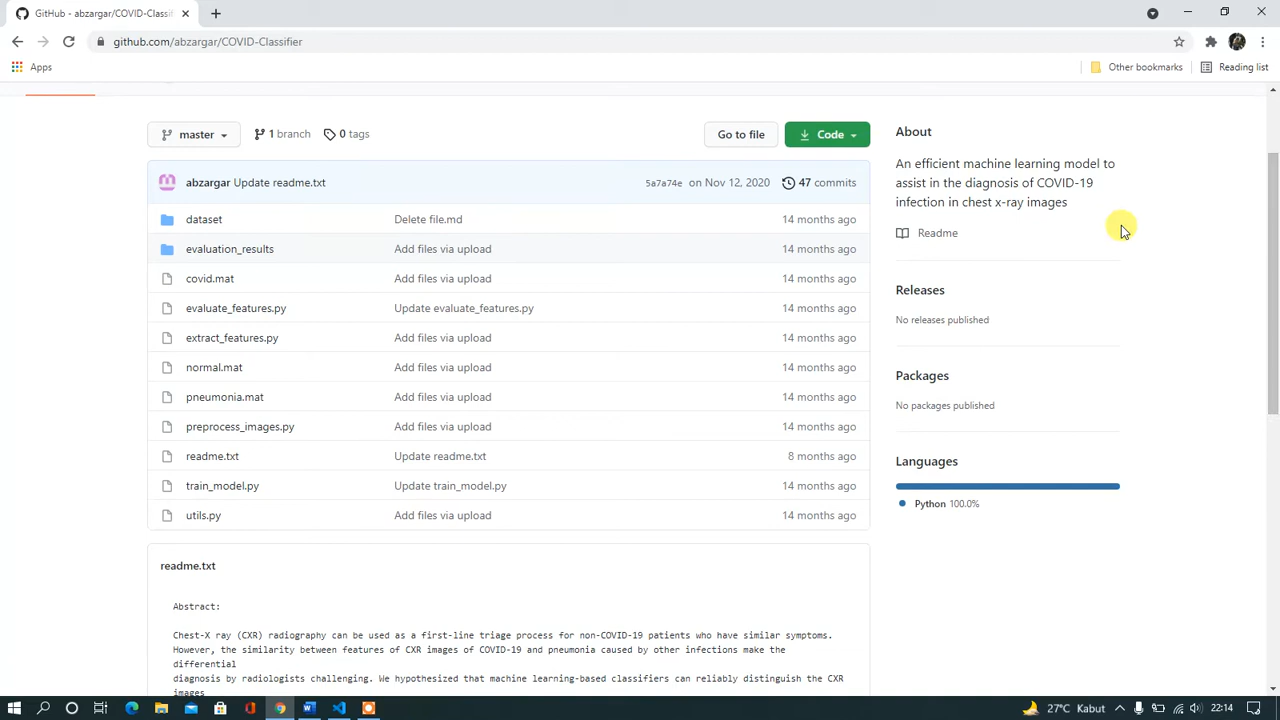 GitHub - abzargar/COVID-Classifi
github.com/abzargar/COVID-Classifier
Apps
Other bookmarks
Reading list
master
1 branch
0 tags
Go to file
Code
abzargar Update readme.txt
5a7a74e on Nov 12, 2020
47 commits
dataset Delete file.md 14 months ago
evaluation_results Add files via upload 14 months ago
covid.mat Add files via upload 14 months ago
evaluate_features.py Update evaluate_features.py 14 months ago
extract_features.py Add files via upload 14 months ago
normal.mat Add files via upload 14 months ago
pneumonia.mat Add files via upload 14 months ago
preprocess_images.py Add files via upload 14 months ago
readme.txt Update readme.txt 8 months ago
train_model.py Update train_model.py 14 months ago
utils.py Add files via upload 14 months ago
readme.txt
Abstract:
Chest-X ray (CXR) radiography can be used as a first-line triage process for non-COVID-19 patients who have similar symptoms.
However, the similarity between features of CXR images of COVID-19 and pneumonia caused by other infections make the
differential
diagnosis by radiologists challenging. We hypothesized that machine learning-based classifiers can reliably distinguish the CXR
images
About
An efficient machine learning model to
assist in the diagnosis of COVID-19
infection in chest x-ray images
Readme
Releases
No releases published
Packages
No packages published
Languages
Python 100.0%
27°C Kabut
22:14